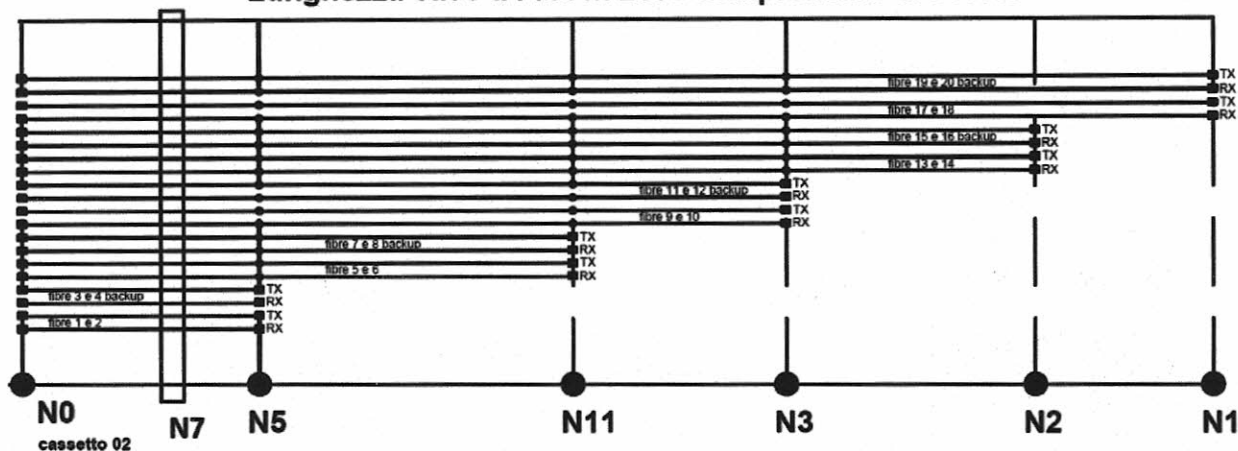 TX
fibre 19 e 20 backup
RX
TX
fibre 17 e 18
RX
TX
fibre 15 e 16 backup
RX
TX
fibre 13 e 14
RX
TX
fibre 11 e 12 backup
RX
TX
fibre 9 e 10
RX
TX
fibre 7 e 8 backup
RX
TX
fibre 5 e 6
RX
TX
fibre 3 e 4 backup
RX
TX
fibre 1 e 2
RX
N0 N7 N5 N11 N3 N2 N1
cassetto 02